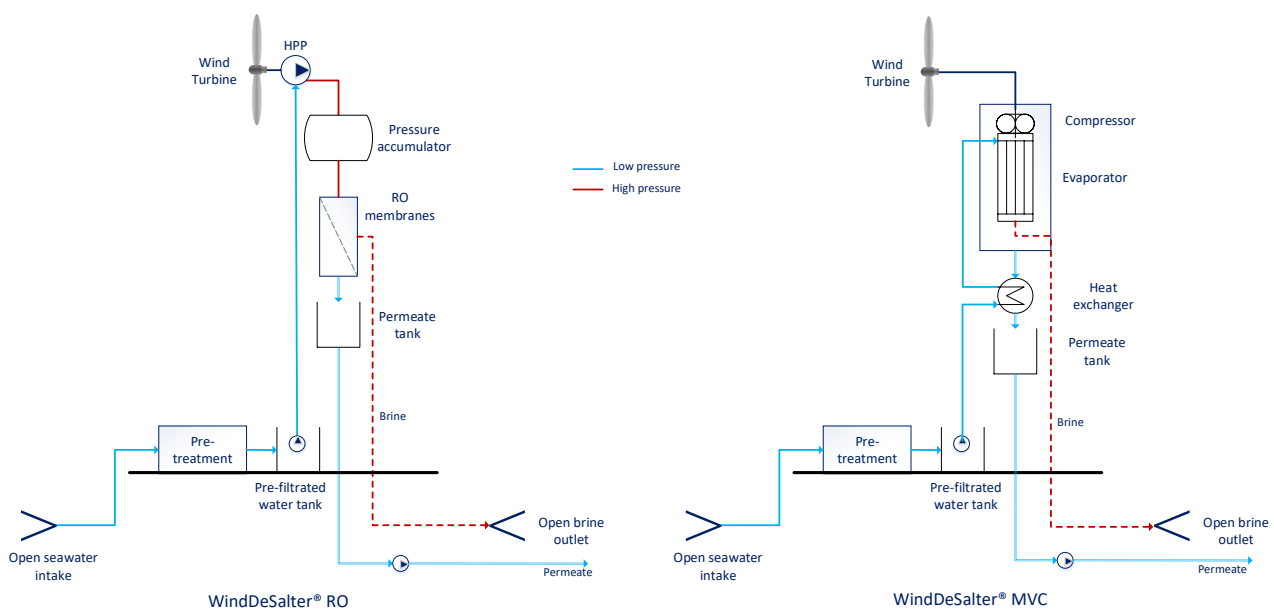 HPP
Wind
Turbine
Pressure
accumulator
RO
membranes
Permeate
tank
Brine
Pre-
treatment
Pre-filtrated
water tank
Open seawater
intake
Open brine
outlet
Permeate
WindDeSalter® RO
Low pressure
High pressure
Wind
Turbine
Compressor
Evaporator
Heat
exchanger
Permeate
tank
Brine
Pre-
treatment
Pre-filtrated
water tank
Open seawater
intake
Open brine
outlet
Permeate
WindDeSalter® MVC